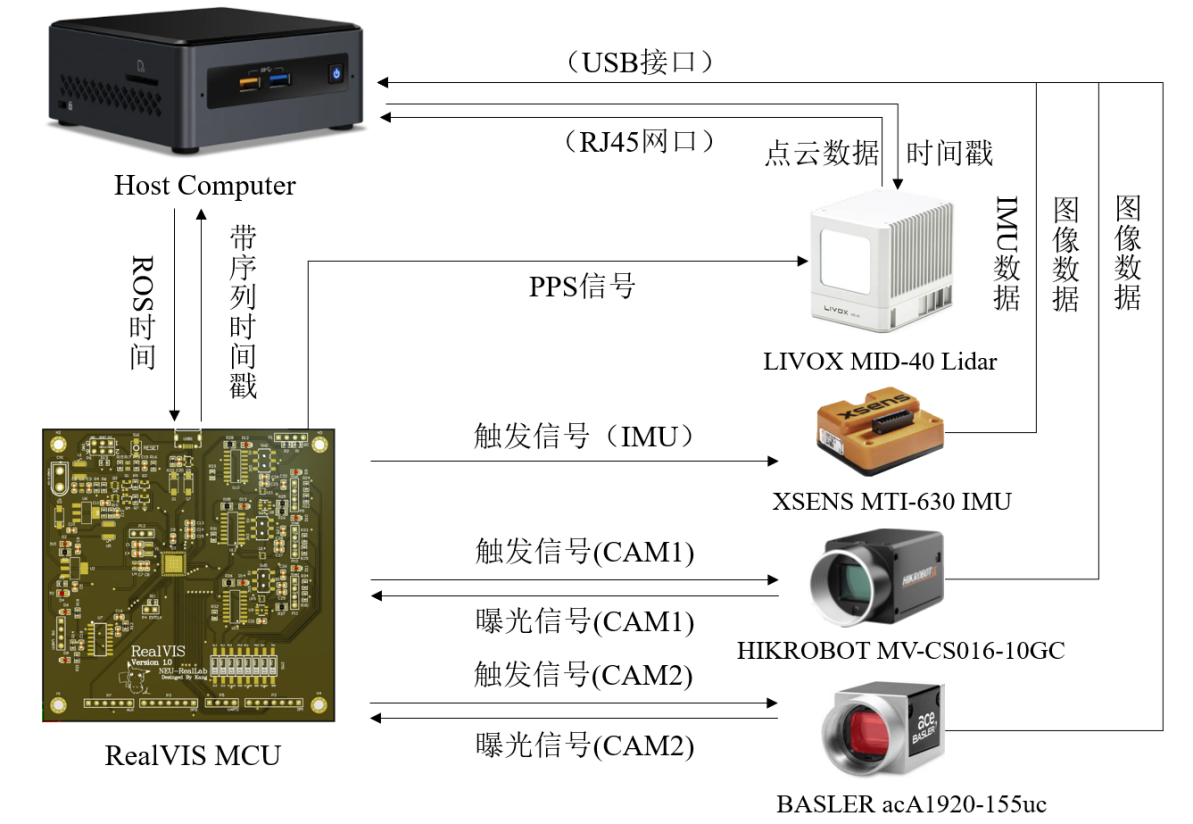 （USB接口）
（RJ45网口）
点云数据
时间戳
Host Computer
ROS时间
带序列时间戳
IMU数据
图像数据
图像数据
PPS信号
LIVOX
LIVOX MID-40 Lidar
xsens
触发信号（IMU）
XSENS MTI-630 IMU
触发信号(CAM1)
HIKROBOT
曝光信号(CAM1)
HIKROBOT MV-CS016-10GC
RESET
RealVIS
Version 1.0
NEU-RealLab
Designed By Kang
触发信号(CAM2)
ace
BASLER
曝光信号(CAM2)
RealVIS MCU
BASLER acA1920-155uc